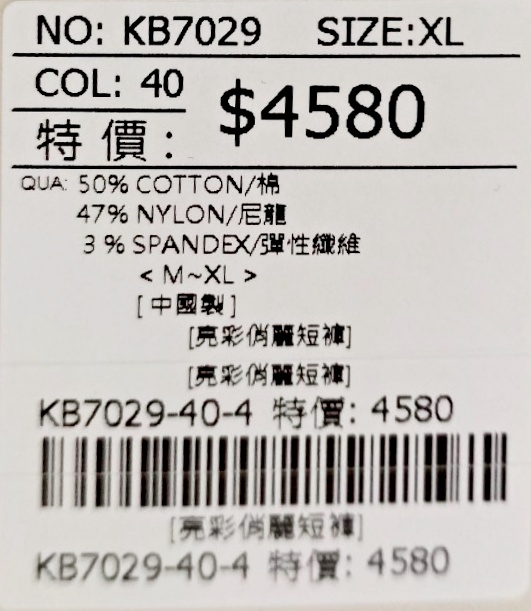 NO: KB7029 SIZE:XL
COL: 40
特價: $4580
QUA: 50% COTTON/棉
47% NYLON/尼龍
3 % SPANDEX/彈性纖維
< M~XL >
[中國製]
[亮彩俏麗短褲]
[亮彩俏麗短褲]
KB7029-40-4 特價: 4580
[亮彩俏麗短褲]
KB7029-40-4 特價: 4580